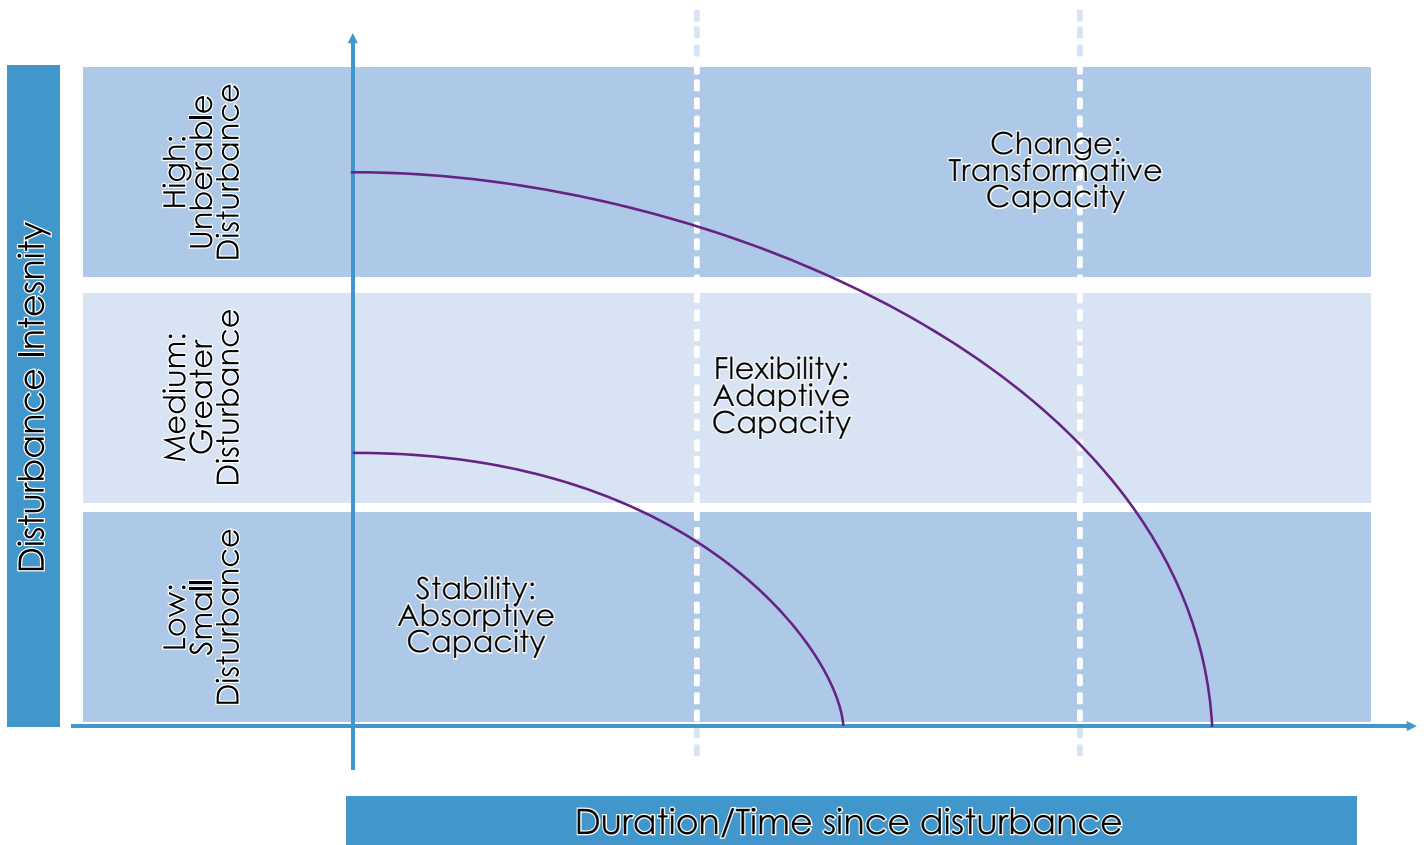 Disturbance Intesnity
High:
Unberable
Disturbance
Change:
Transformative
Capacity
Medium:
Greater
Disturbance
Flexibility:
Adaptive
Capacity
Low:
Small
Disturbance
Stability:
Absorptive
Capacity
Duration/Time since disturbance